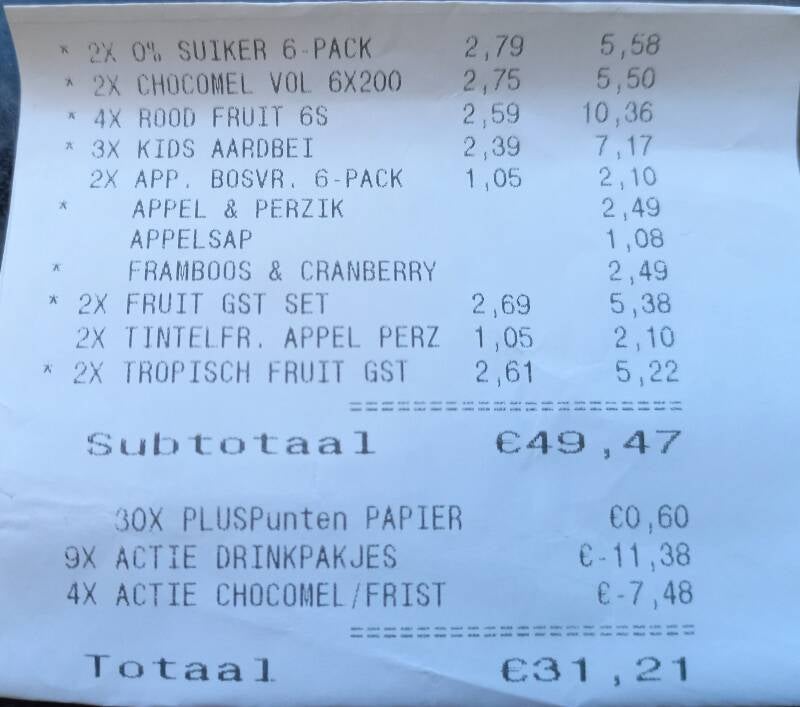 * 2X 0% SUIKER 6-PACK 2,79 5,58
* 2X CHOCOMEL VOL 6X200 2,75 5,50
* 4X ROOD FRUIT 6S 2,59 10,36
* 3X KIDS AARDBEI 2,39 7,17
2X APP. BOSVR. 6-PACK 1,05 2,10
* APPEL & PERZIK 2,49
APPELSAP 1,08
* FRAMBOOS & CRANBERRY 2,49
* 2X FRUIT GST SET 2,69 5,38
2X TINTELFR. APPEL PERZ 1,05 2,10
* 2X TROPISCH FRUIT GST 2,61 5,22
=====================
Subtotaal €49,47
30X PLUSPunten PAPIER €0,60
9X ACTIE DRINKPAKJES €-11,38
4X ACTIE CHOCOMEL/FRIST €-7,48
=====================
Totaal €31,21